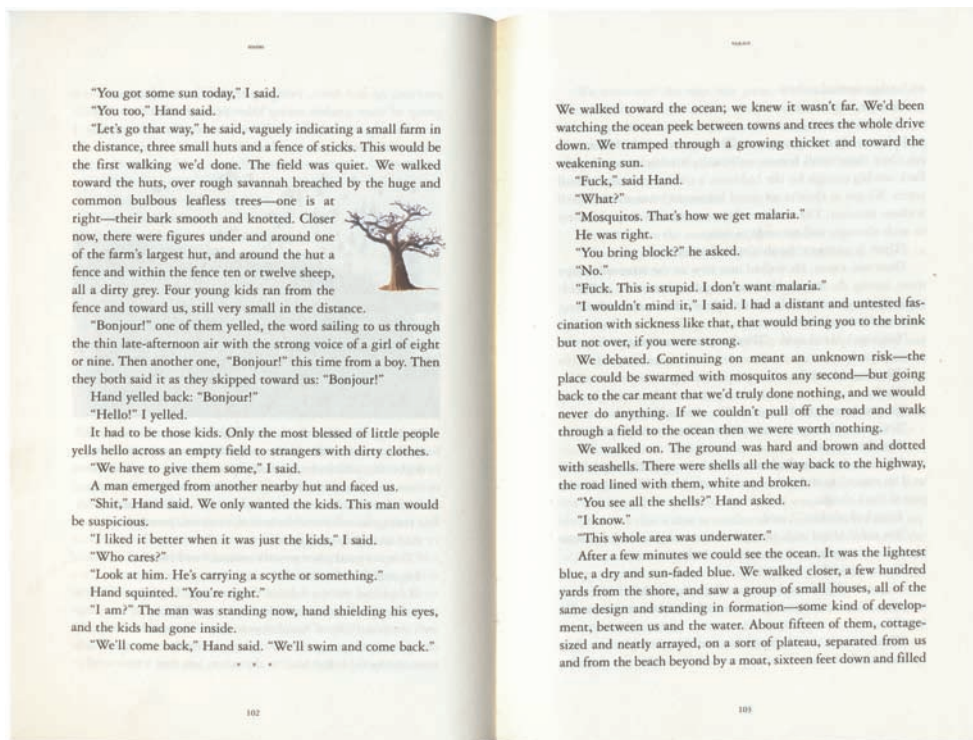 "You got some sun today," I said.
"You too," Hand said.
"Let's go that way," he said, vaguely indicating a small farm in
the distance, three small huts and a fence of sticks. This would be
the first walking we'd done. The field was quiet. We walked
toward the huts, over rough savannah breached by the huge and
common bulbous leafless trees—one is at
right—their bark smooth and knotted. Closer
now, there were figures under and around one
of the farm's largest hut, and around the hut a
fence and within the fence ten or twelve sheep,
all a dirty grey. Four young kids ran from the
fence and toward us, still very small in the distance.
"Bonjour!" one of them yelled, the word sailing to us through
the thin late-afternoon air with the strong voice of a girl of eight
or nine. Then another one, "Bonjour!" this time from a boy. Then
they both said it as they skipped toward us: "Bonjour!"
Hand yelled back: "Bonjour!"
"Hello!" I yelled.
It had to be those kids. Only the most blessed of little people
yells hello across an empty field to strangers with dirty clothes.
"We have to give them some," I said.
A man emerged from another nearby hut and faced us.
"Shit," Hand said. We only wanted the kids. This man would
be suspicious.
"I liked it better when it was just the kids," I said.
"Who cares?"
"Look at him. He's carrying a scythe or something."
Hand squinted. "You're right."
"I am?" The man was standing now, hand shielding his eyes,
and the kids had gone inside.
"We'll come back," Hand said. "We'll swim and come back."
* * *
102
We walked toward the ocean; we knew it wasn't far. We'd been
watching the ocean peek between towns and trees the whole drive
down. We tramped through a growing thicket and toward the
weakening sun.
"Fuck," said Hand.
"What?"
"Mosquitos. That's how we get malaria."
He was right.
"You bring block?" he asked.
"No."
"Fuck. This is stupid. I don't want malaria."
"I wouldn't mind it," I said. I had a distant and untested fas-
cination with sickness like that, that would bring you to the brink
but not over, if you were strong.
We debated. Continuing on meant an unknown risk—the
place could be swarmed with mosquitos any second—but going
back to the car meant that we'd truly done nothing, and we would
never do anything. If we couldn't pull off the road and walk
through a field to the ocean then we were worth nothing.
We walked on. The ground was hard and brown and dotted
with seashells. There were shells all the way back to the highway,
the road lined with them, white and broken.
"You see all the shells?" Hand asked.
"I know."
"This whole area was underwater."
After a few minutes we could see the ocean. It was the lightest
blue, a dry and sun-faded blue. We walked closer, a few hundred
yards from the shore, and saw a group of small houses, all of the
same design and standing in formation—some kind of develop-
ment, between us and the water. About fifteen of them, cottage-
sized and neatly arrayed, on a sort of plateau, separated from us
and from the beach beyond by a moat, sixteen feet down and filled
103